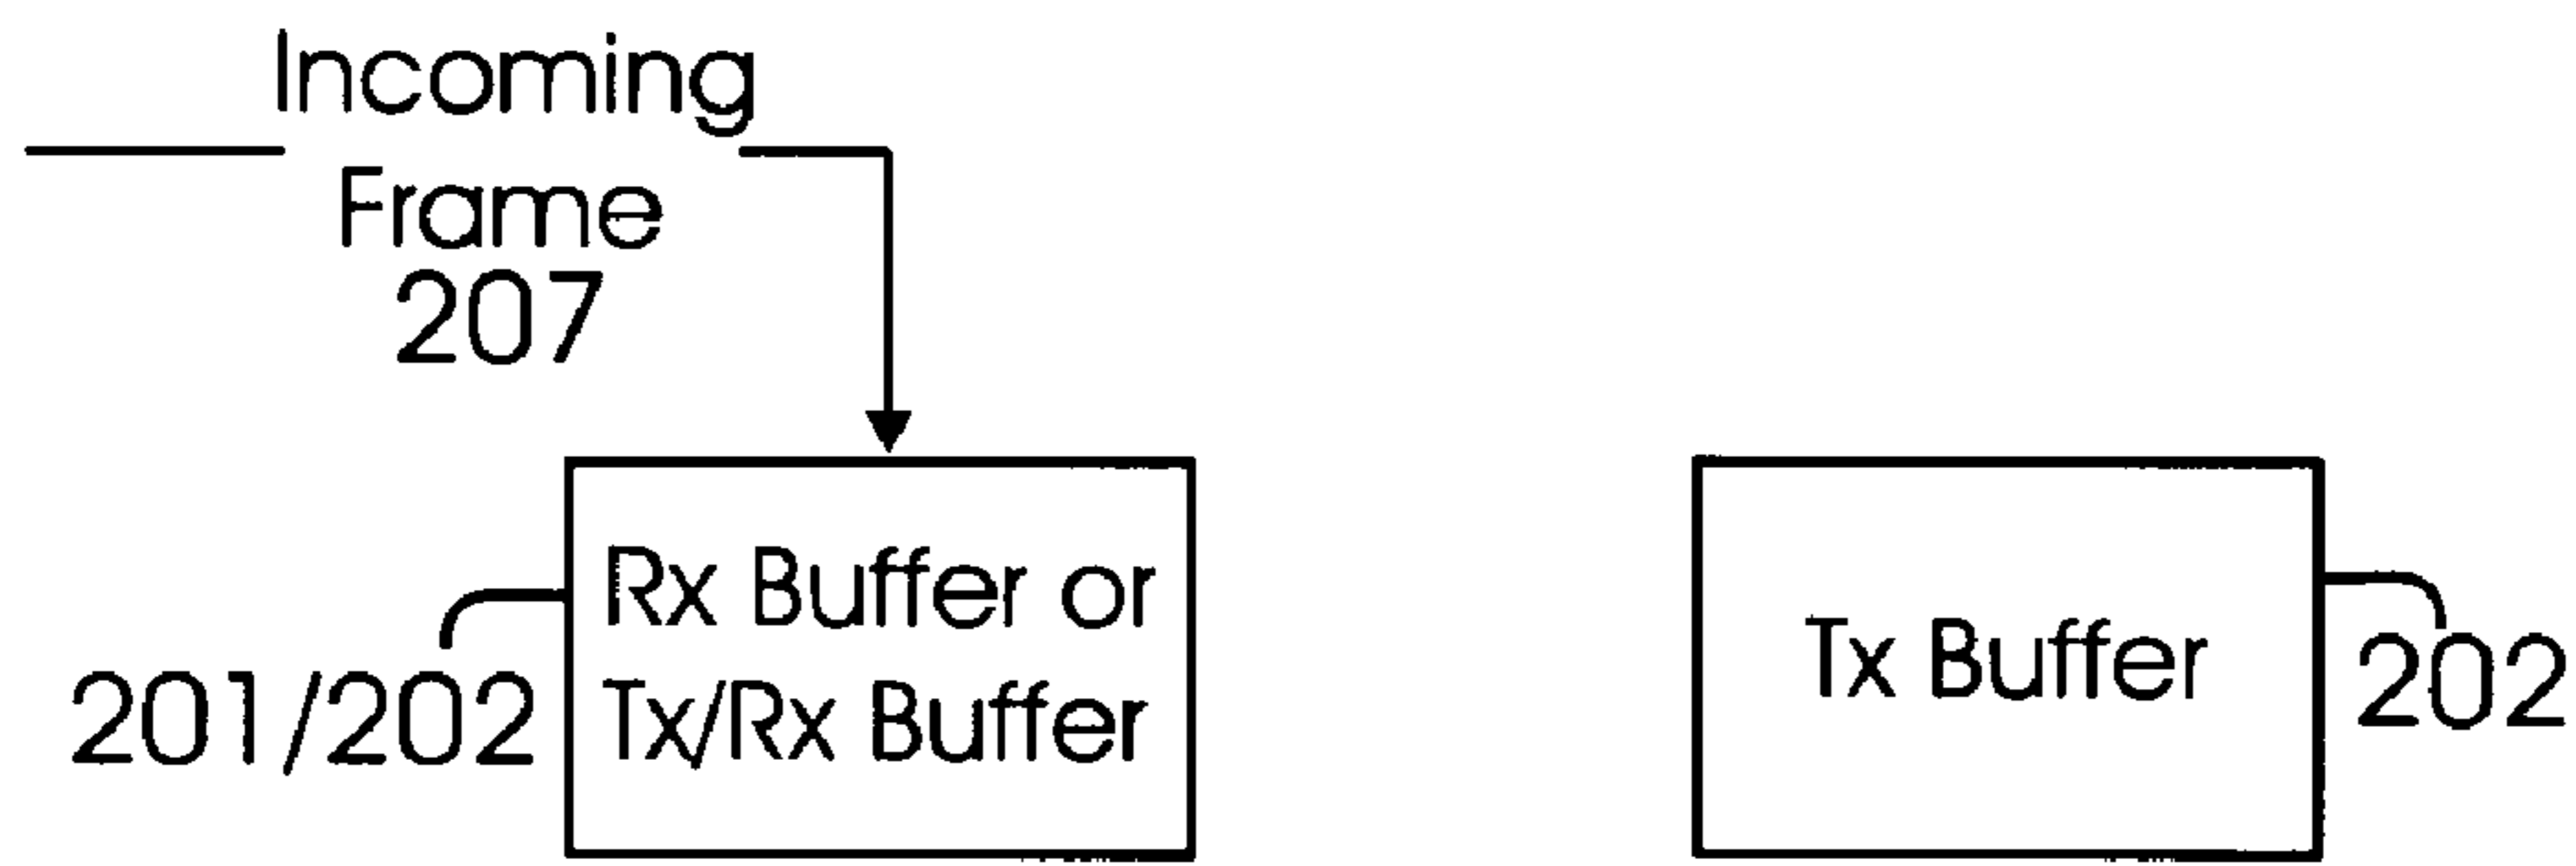 Incoming
Frame
207
Rx Buffer or
Tx/Rx Buffer
201/202
Tx Buffer
202